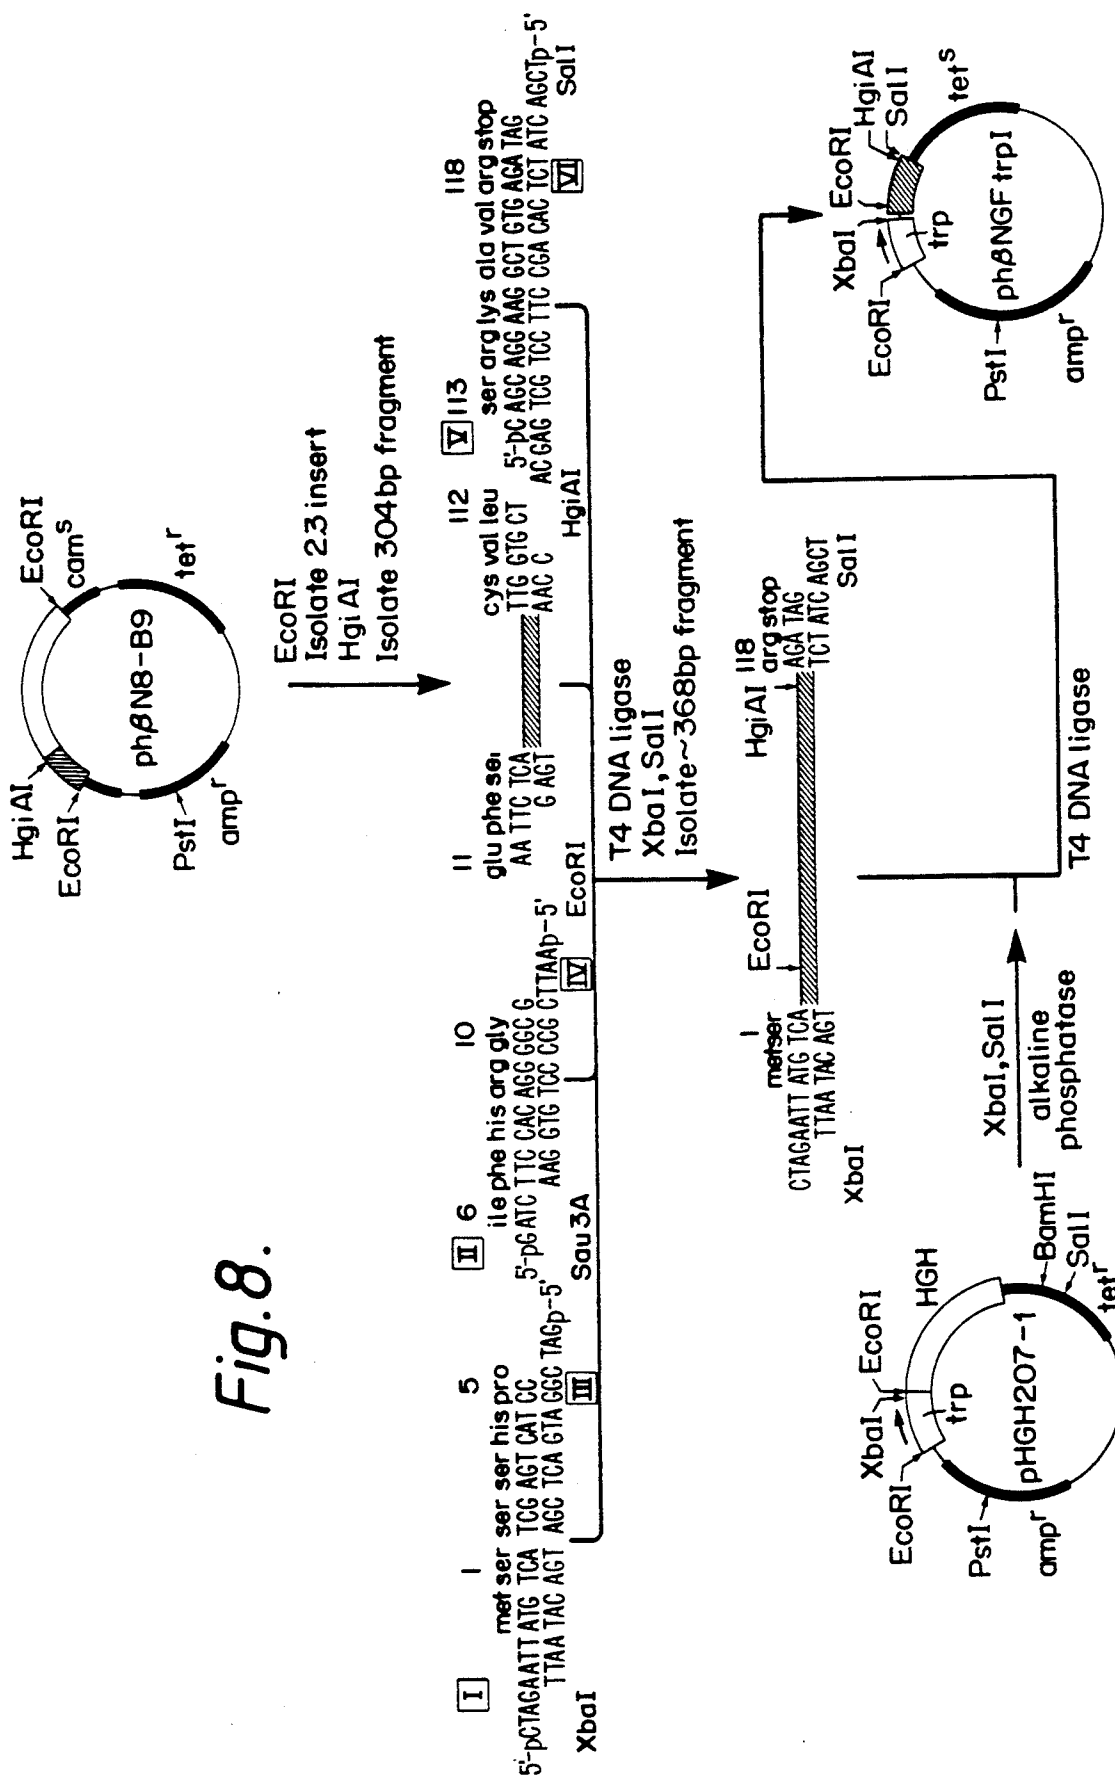 Fig. 8.
HgiAI
EcoRI
EcoRI
cam^s
phβN8-B9
PstI
amp^r
tet^r
EcoRI
Isolate 2.3 insert
HgiAI
Isolate 304bp fragment
I 1 5 II 6 10 11 112 V 113 118
met ser ser his pro
ile phe his arg gly
glu phe ser
cys val leu
ser arg lys ala val arg stop
5'-pCTAGAATT ATG TCA TCG AGT CAT CC
TTAA TAC AGT AGC TCA GTA GGC TAGp-5'
5'-pGATC TTC CAC AGG GGC G
AAG GTG TCC CCG CTTAAp-5'
AA TTC TCA
G AGT
TTG GTG CT
AAC C
5'-pC AGC AGG AAG GCT GTG AGA TAG
AC GAG TCG TCC TTC CGA CAC TCT ATC AGCTp-5'
XbaI
III
Sau3A
IV
EcoRI
HgiAI
VI
SalI
T4 DNA ligase
XbaI, SalI
Isolate~368bp fragment
1
met ser
EcoRI
HgiAI
118
arg stop
CTAGAATT ATG TCA
TTAA TAC AGT
AGA TAG
TCT ATC AGCT
XbaI
SalI
EcoRI
XbaI
EcoRI
HGH
trp
pHGH207-1
PstI
amp^r
BamHI
SalI
tet^r
XbaI, SalI
alkaline
phosphatase
T4 DNA ligase
EcoRI
XbaI
EcoRI
HgiAI
SalI
trp
phβNGFtrpI
PstI
amp^r
tet^s